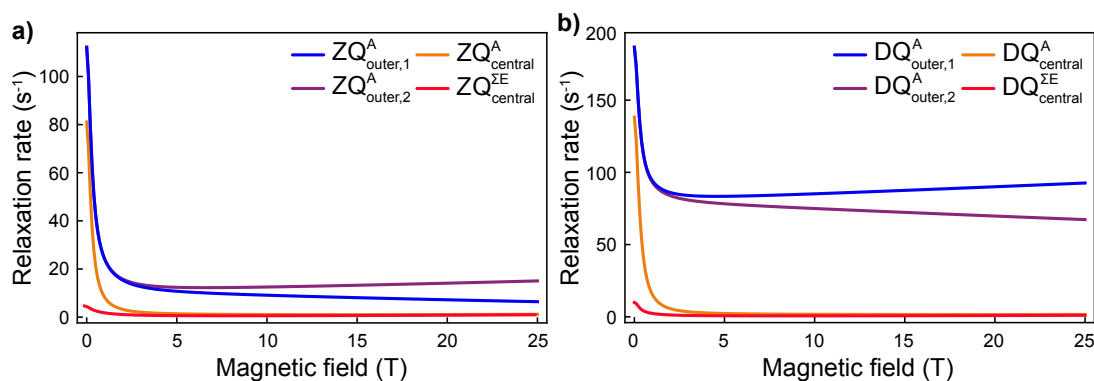 a)
Relaxation rate (s⁻¹)
100
80
60
40
20
0
ZQ^A_outer,1
ZQ^A_central
ZQ^A_outer,2
ZQ^ΣE_central
0 5 10 15 20 25
Magnetic field (T)
b)
Relaxation rate (s⁻¹)
200
150
100
50
0
DQ^A_outer,1
DQ^A_central
DQ^A_outer,2
DQ^ΣE_central
0 5 10 15 20 25
Magnetic field (T)